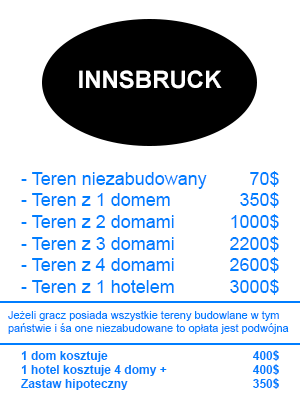 INNSBRUCK
- Teren niezabudowany 70$
- Teren z 1 domem 350$
- Teren z 2 domami 1000$
- Teren z 3 domami 2200$
- Teren z 4 domami 2600$
- Teren z 1 hotelem 3000$
Jeżeli gracz posiada wszystkie tereny budowlane w tym
państwie i śa one niezabudowane to opłata jest podwójna
1 dom kosztuje 400$
1 hotel kosztuje 4 domy + 400$
Zastaw hipoteczny 350$